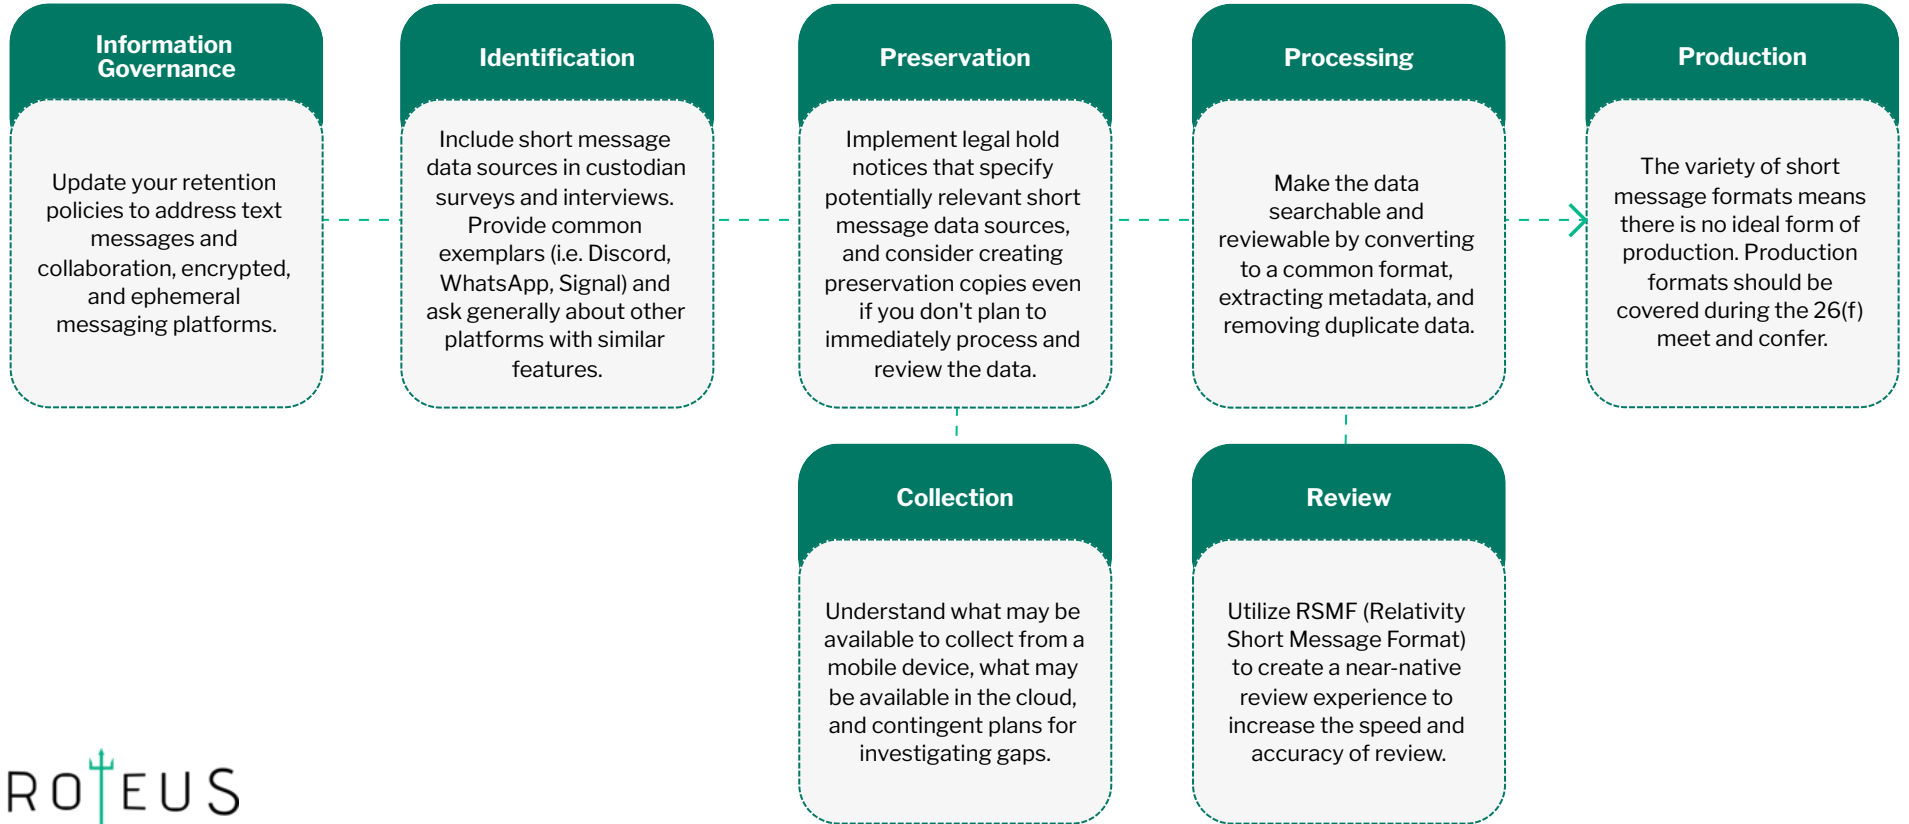 Information
Governance
Update your retention
policies to address text
messages and
collaboration, encrypted,
and ephemeral
messaging platforms.
Identification
Include short message
data sources in custodian
surveys and interviews.
Provide common
exemplars (i.e. Discord,
WhatsApp, Signal) and
ask generally about other
platforms with similar
features.
Preservation
Implement legal hold
notices that specify
potentially relevant short
message data sources,
and consider creating
preservation copies even
if you don't plan to
immediately process and
review the data.
Processing
Make the data
searchable and
reviewable by converting
to a common format,
extracting metadata, and
removing duplicate data.
Production
The variety of short
message formats means
there is no ideal form of
production. Production
formats should be
covered during the 26(f)
meet and confer.
Collection
Understand what may be
available to collect from a
mobile device, what may
be available in the cloud,
and contingent plans for
investigating gaps.
Review
Utilize RSMF (Relativity
Short Message Format)
to create a near-native
review experience to
increase the speed and
accuracy of review.
ROTEUS